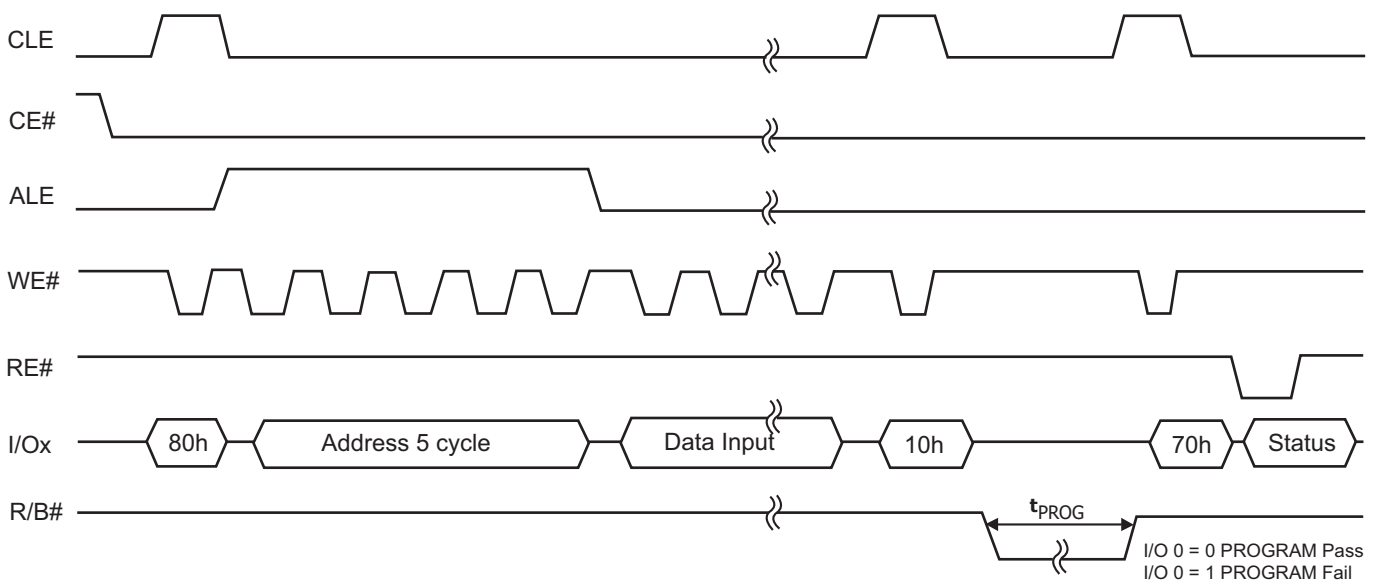 CLE
CE#
ALE
WE#
RE#
I/Ox
80h
Address 5 cycle
Data Input
10h
70h
Status
R/B#
tPROG
I/O 0 = 0 PROGRAM Pass
I/O 0 = 1 PROGRAM Fail